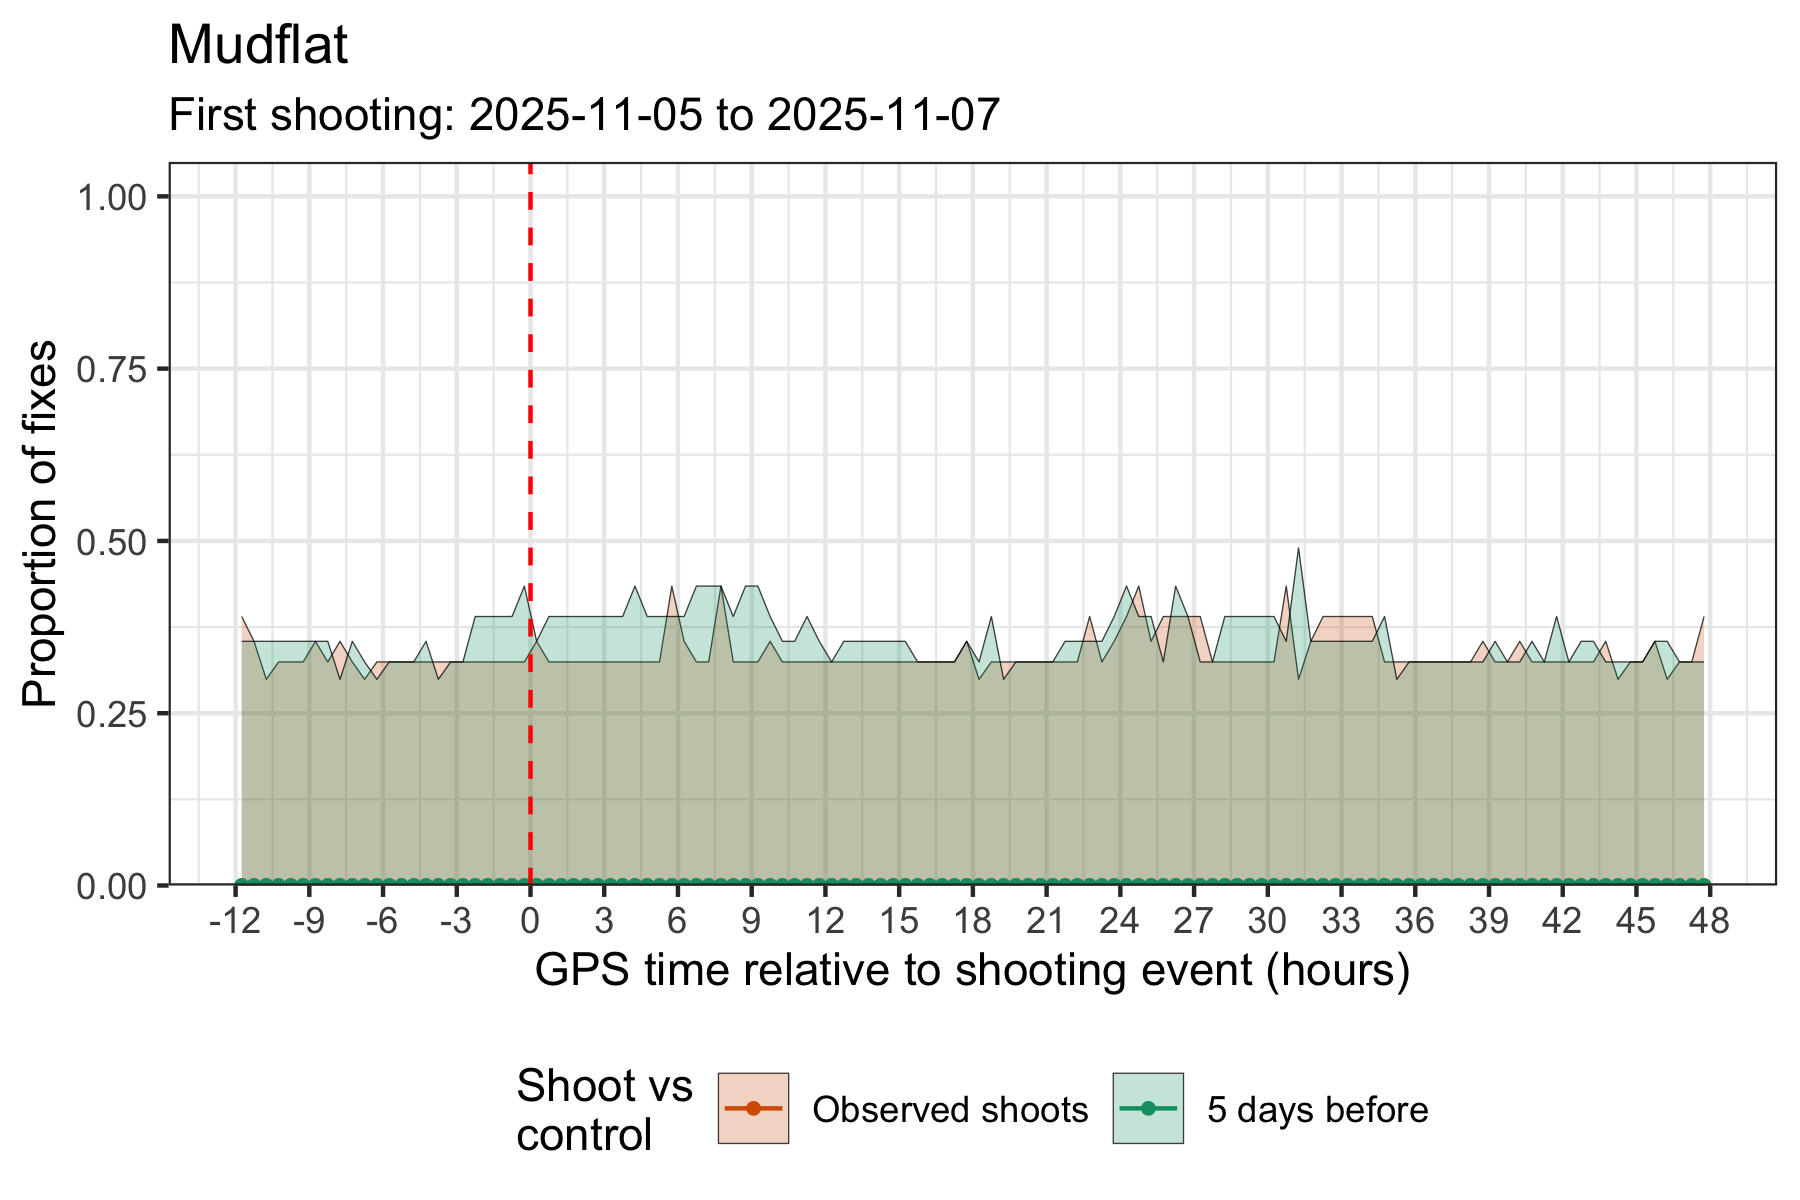 Mudflat
First shooting: 2025-11-05 to 2025-11-07
Proportion of fixes
1.00
0.75
0.50
0.25
0.00
-12 -9 -6 -3 0 3 6 9 12 15 18 21 24 27 30 33 36 39 42 45 48
GPS time relative to shooting event (hours)
Shoot vs
control
Observed shoots
5 days before